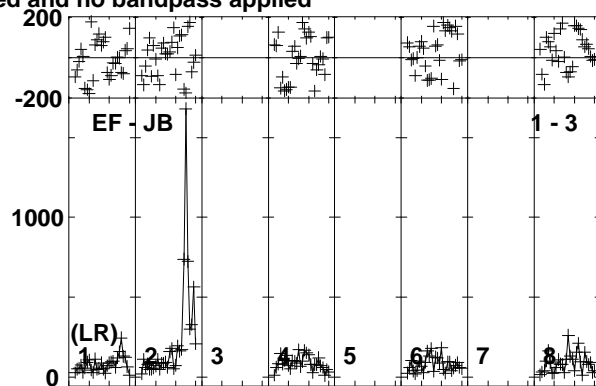 ed and no bandpass applied
200
-200
EF - JB 1 - 3
1000
(LR)
1 2 3 4 5 6 7 8
0